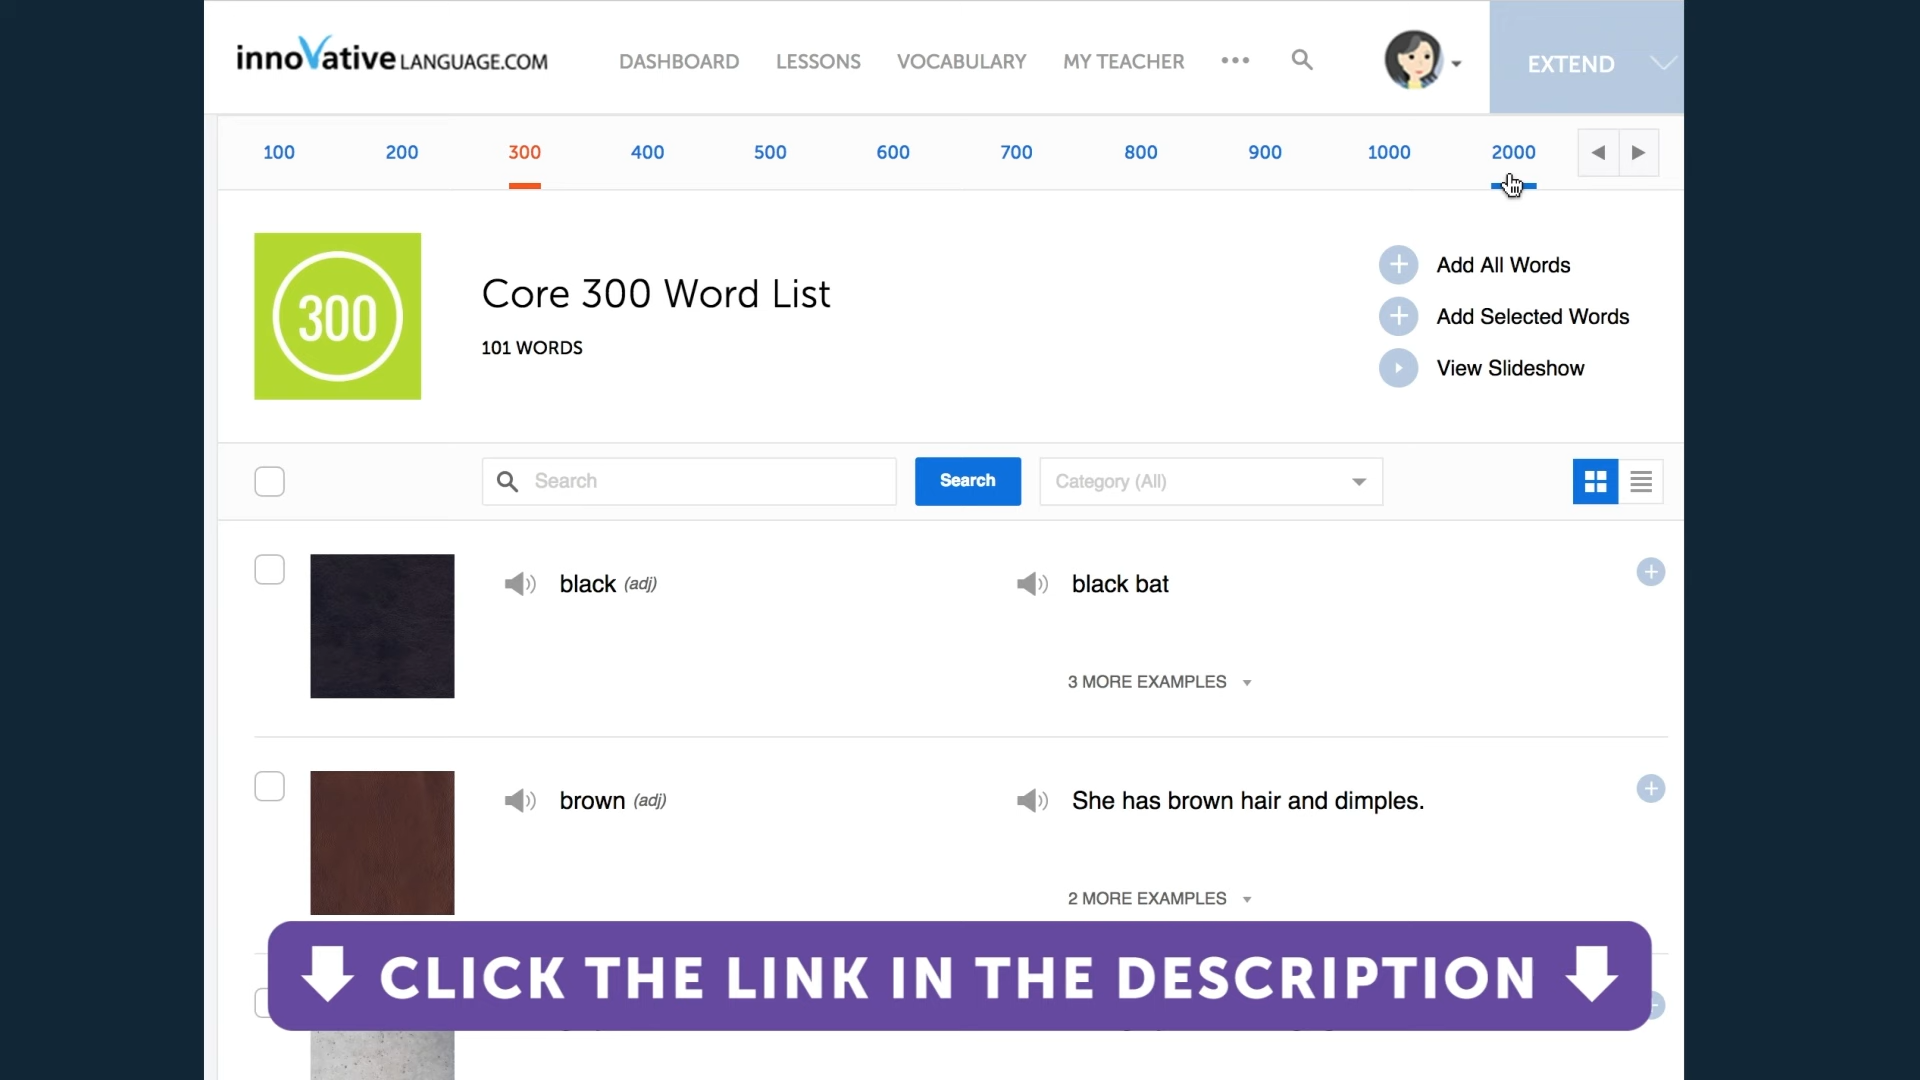 innoVative LANGUAGE.COM
DASHBOARD
LESSONS
VOCABULARY
MY TEACHER
EXTEND
100
200
300
400
500
600
700
800
900
1000
2000
300
Core 300 Word List
101 WORDS
Add All Words
Add Selected Words
View Slideshow
Search
Search
Category (All)
black (adj)
black bat
3 MORE EXAMPLES
brown (adj)
She has brown hair and dimples.
2 MORE EXAMPLES
CLICK THE LINK IN THE DESCRIPTION